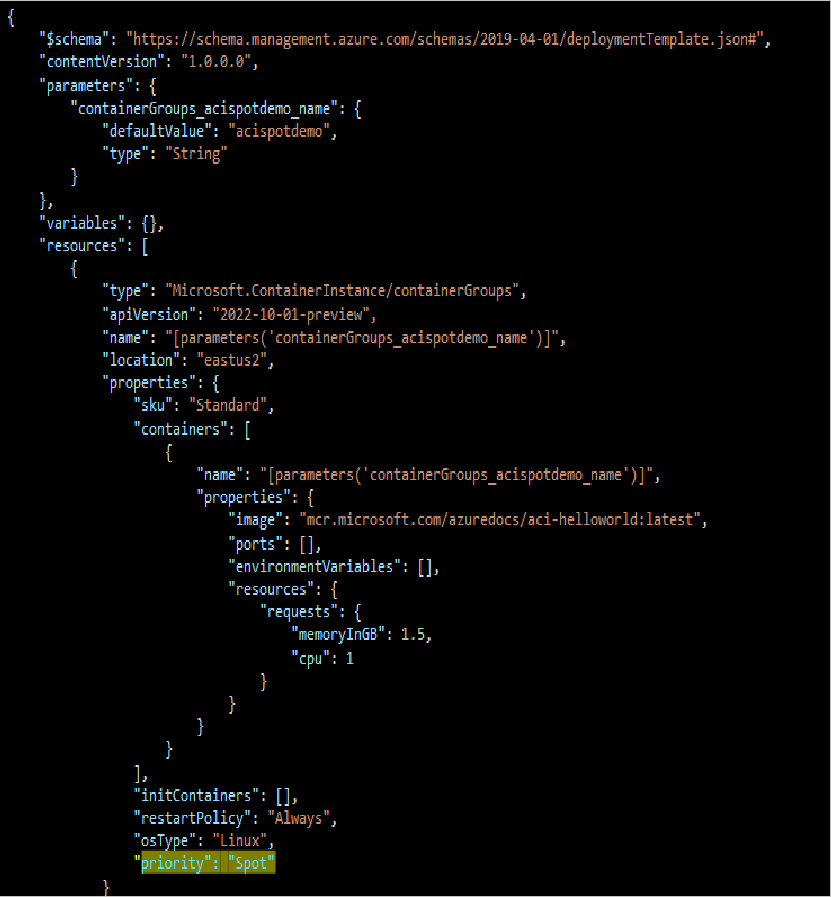 {
"$schema": "https://schema.management.azure.com/schemas/2019-04-01/deploymentTemplate.json#",
"contentVersion": "1.0.0.0",
"parameters": {
"containerGroups_acispotdemo_name": {
"defaultValue": "acispotdemo",
"type": "String"
}
},
"variables": {},
"resources": [
{
"type": "Microsoft.ContainerInstance/containerGroups",
"apiVersion": "2022-10-01-preview",
"name": "[parameters('containerGroups_acispotdemo_name')]",
"location": "eastus2",
"properties": {
"sku": "Standard",
"containers": [
{
"name": "[parameters('containerGroups_acispotdemo_name')]",
"properties": {
"image": "mcr.microsoft.com/azuredocs/aci-helloworld:latest",
"ports": [],
"environmentVariables": [],
"resources": {
"requests": {
"memoryInGB": 1.5,
"cpu": 1
}
}
}
}
],
"initContainers": [],
"restartPolicy": "Always",
"osType": "Linux",
"priority": "Spot"
}